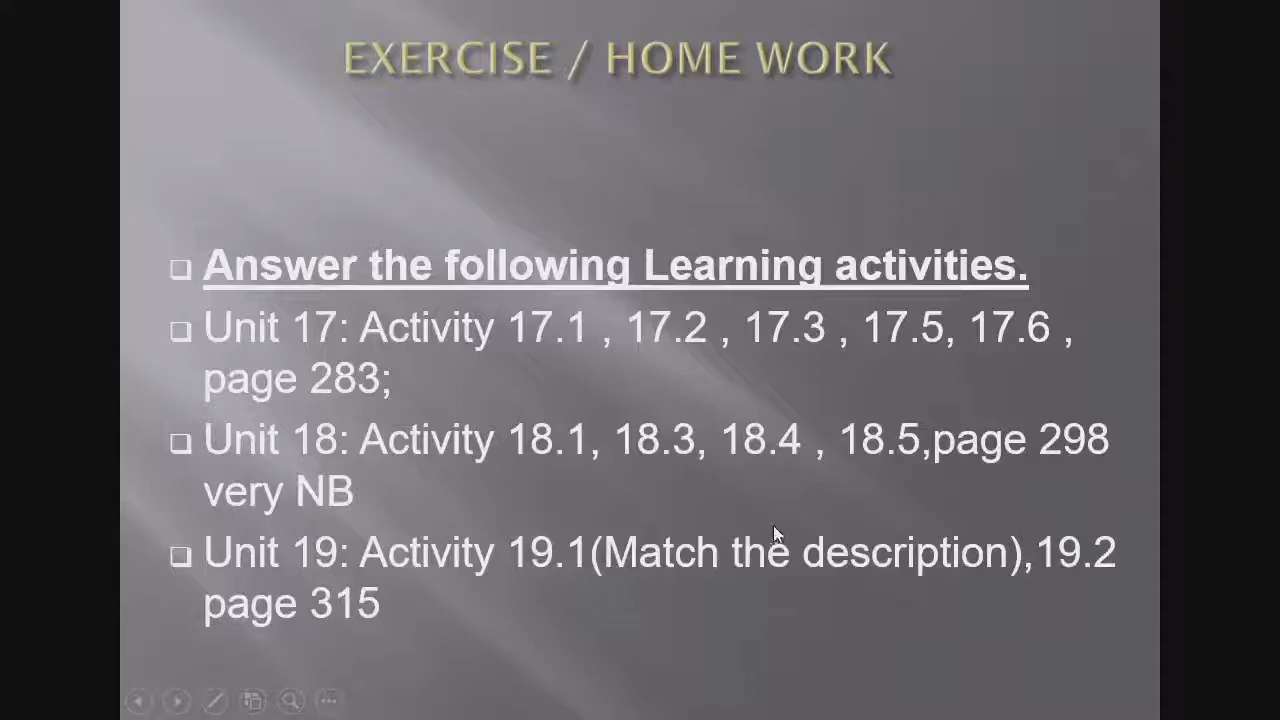 EXERCISE / HOME WORK
Answer the following Learning activities.
Unit 17: Activity 17.1 , 17.2 , 17.3 , 17.5, 17.6 ,
page 283;
Unit 18: Activity 18.1, 18.3, 18.4 , 18.5,page 298
very NB
Unit 19: Activity 19.1(Match the description),19.2
page 315